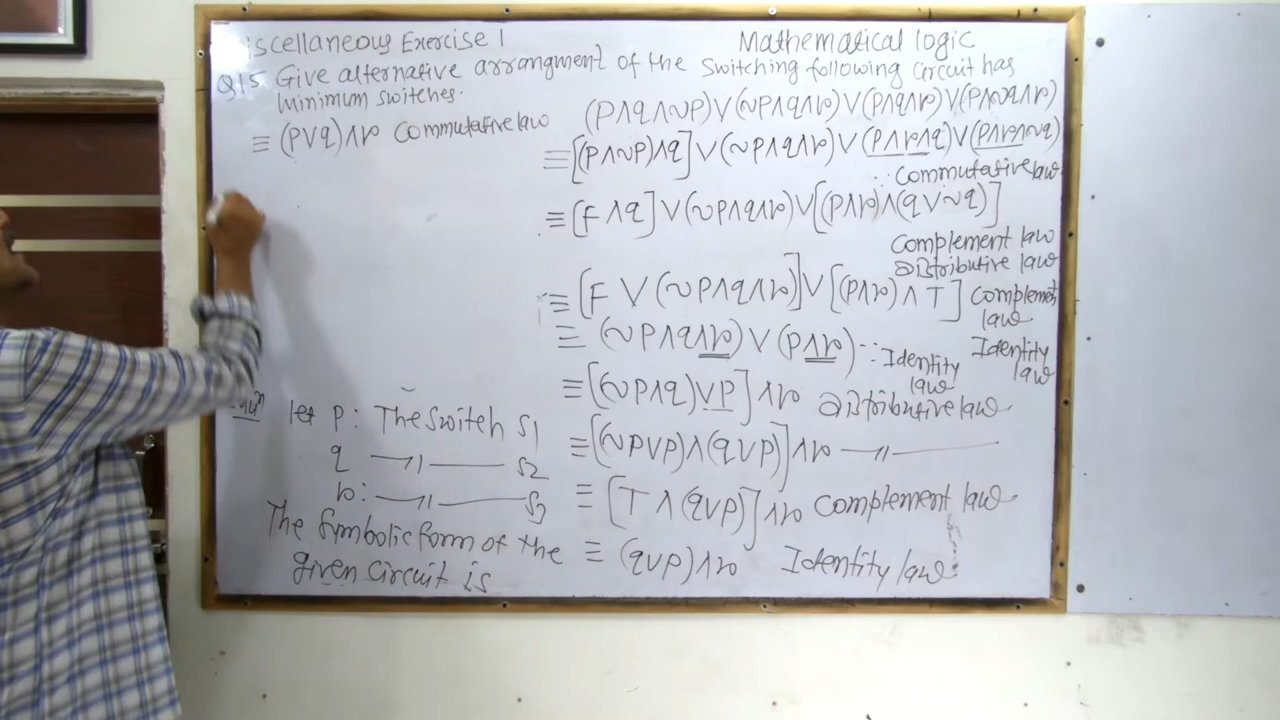 iscellaneous Exercise 1
Mathematical logic
Q15 Give alternative arrangment of the switching following circuit has
minimum switches.
(p∧q∧~p)∨(~p∧q∧r)∨(p∧q∧r)∨(p∧~q∧r)
≡[(p∧~p)∧q]∨(~p∧q∧r)∨(p∧r∧q)∨(p∧r∧~q)
∵ Commutative law
≡[F∧q]∨(~p∧q∧r)∨[(p∧r)∧(q∨~q)]
Complement law
Distributive law
≡[F∨(~p∧q∧r)]∨[(p∧r)∧T] Complement
law
≡ (~p∧q∧r)∨(p∧r) ∵ Identity law
Identity law
≡[(~p∧q)∨p]∧r Distributive law
≡[(~p∨p)∧(q∨p)]∧r —〃—
≡[T∧(q∨p)]∧r Complement law
≡ (q∨p)∧r Identity law
≡ (p∨q)∧r Commutative law
let p: The switch S1
q —〃— S2
r: —〃— S3
The symbolic form of the
given circuit is